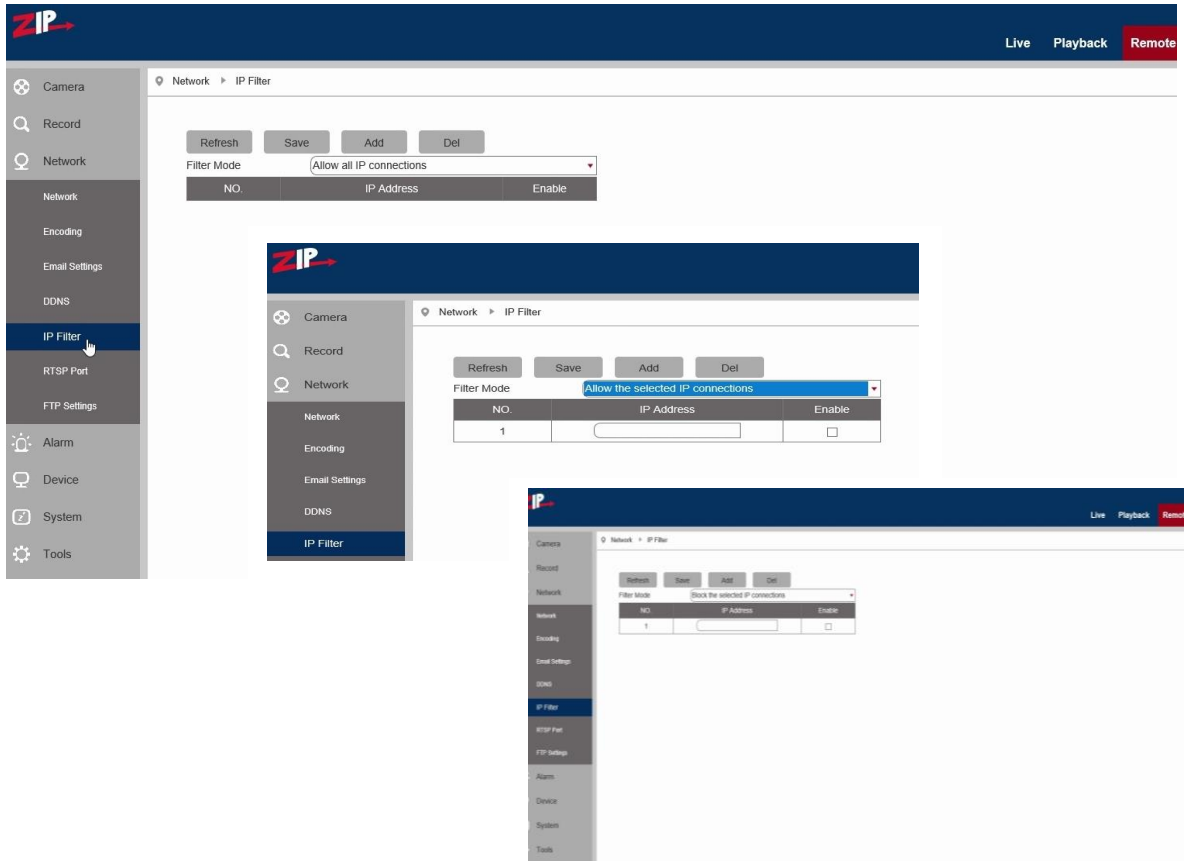 ZIP
Live Playback Remote
Camera
Record
Network
Network
Encoding
Email Settings
DDNS
IP Filter
RTSP Port
FTP Settings
Alarm
Device
System
Tools
Network IP Filter
Refresh Save Add Del
Filter Mode Allow all IP connections
NO. IP Address Enable
ZIP
Camera
Record
Network
Network
Encoding
Email Settings
DDNS
IP Filter
Network IP Filter
Refresh Save Add Del
Filter Mode Allow the selected IP connections
NO. IP Address Enable
1
IP
Live Playback Remot
Camera
Record
Network
Network
Encoding
Email Settings
DDNS
IP Filter
RTSP Port
FTP Settings
Alarm
Device
System
Tools
Network IP Filter
Refresh Save Add Del
Filter Mode Block the selected IP connections
NO. IP Address Enable
1